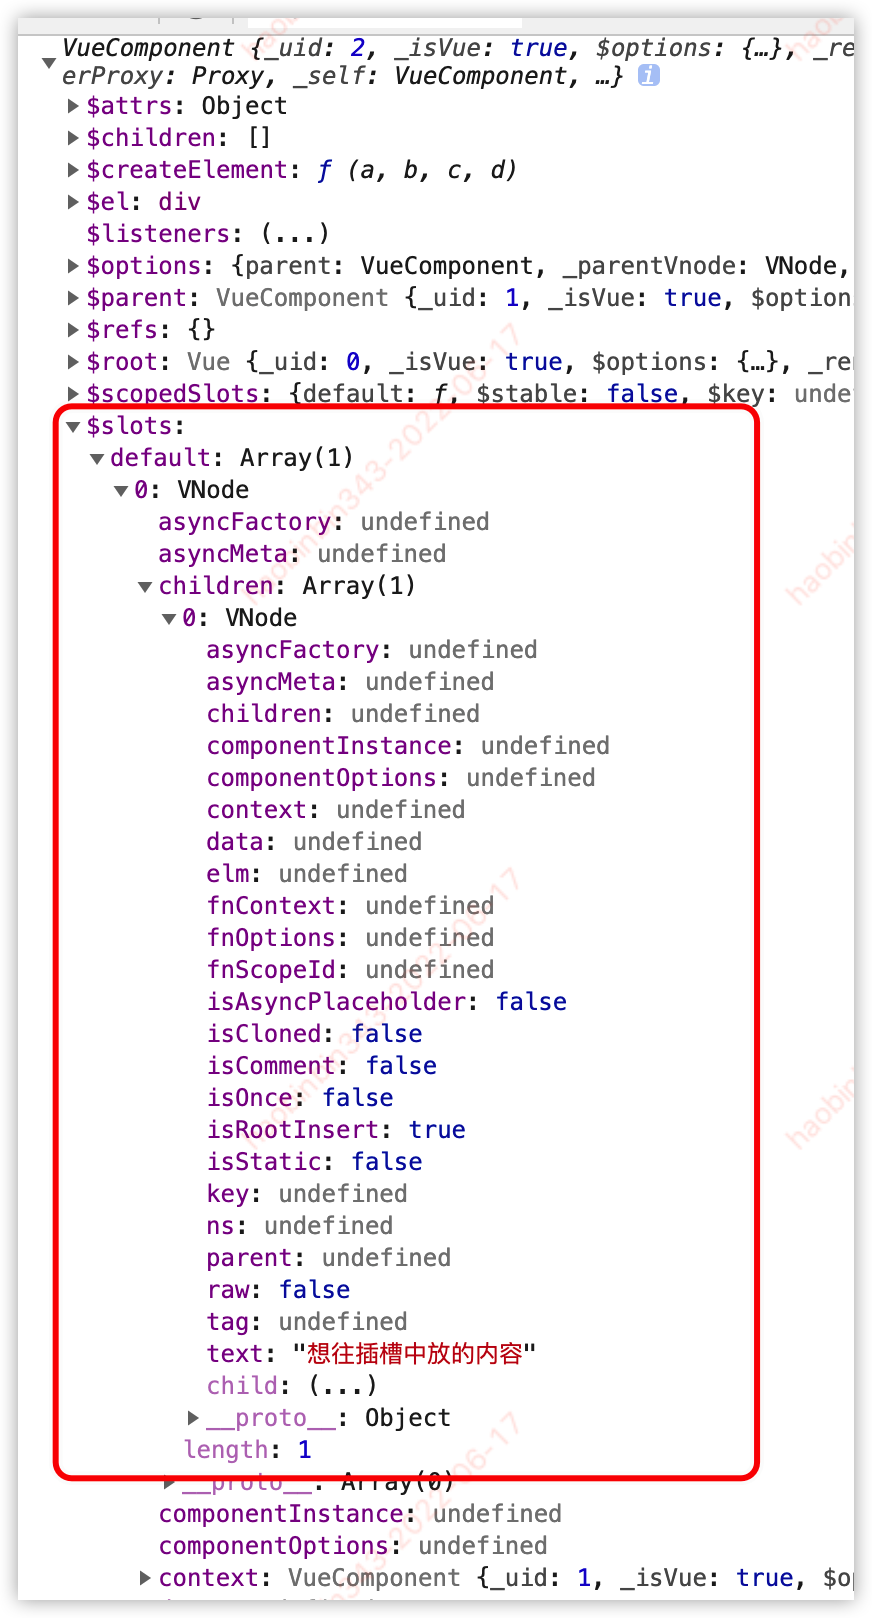 VueComponent {_uid: 2, _isVue: true, $options: {…}, _re
erProxy: Proxy, _self: VueComponent, …} i
$attrs: Object
$children: []
$createElement: ƒ (a, b, c, d)
$el: div
$listeners: (...)
$options: {parent: VueComponent, _parentVnode: VNode,
$parent: VueComponent {_uid: 1, _isVue: true, $option
$refs: {}
$root: Vue {_uid: 0, _isVue: true, $options: {…}, _re
$scopedSlots: {default: ƒ, $stable: false, $key: unde
$slots:
default: Array(1)
0: VNode
asyncFactory: undefined
asyncMeta: undefined
children: Array(1)
0: VNode
asyncFactory: undefined
asyncMeta: undefined
children: undefined
componentInstance: undefined
componentOptions: undefined
context: undefined
data: undefined
elm: undefined
fnContext: undefined
fnOptions: undefined
fnScopeId: undefined
isAsyncPlaceholder: false
isCloned: false
isComment: false
isOnce: false
isRootInsert: true
isStatic: false
key: undefined
ns: undefined
parent: undefined
raw: false
tag: undefined
text: "想往插槽中放的内容"
child: (...)
__proto__: Object
length: 1
__proto__: Array(0)
componentInstance: undefined
componentOptions: undefined
context: VueComponent {_uid: 1, _isVue: true, $o